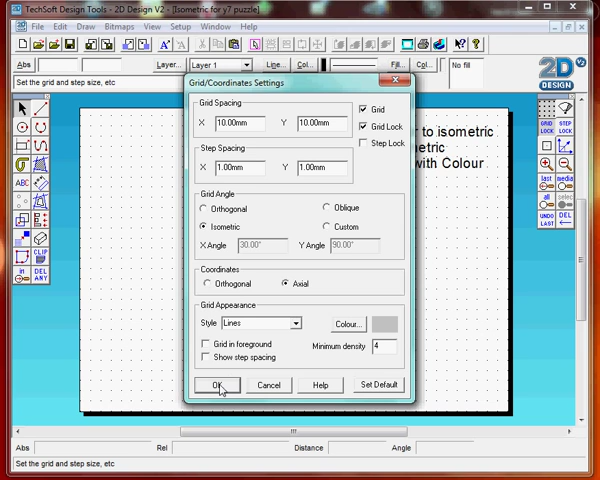 TechSoft Design Tools - 2D Design V2 - [Isometric for y7 puzzle]
File Edit Draw Bitmaps View Attributes Setup Window Help
Abs
Layer...
Layer 1
Line...
Col...
Fill...
Col...
No fill
Set the grid and step size, etc
2D
V2
DESIGN
Grid/Coordinates Settings
Grid Spacing
X 10.00mm Y 10.00mm
Grid
Grid Lock
Step Lock
Step Spacing
X 1.00mm Y 1.00mm
Grid Angle
Orthogonal
Oblique
Isometric
Custom
X Angle 30.00° Y Angle 90.00°
Coordinates
Orthogonal
Axial
Grid Appearance
Style Lines
Colour...
Grid in foreground
Minimum density 4
Show step spacing
OK
Cancel
Help
Set Default
r to isometric
metric
with Colour
ABC
CLIP
in
DEL
ANY
GRID
LOCK
STEP
LOCK
last
media
all
selec
UNDO
LAST
DEL
Abs
Rel
Distance
Angle
Set the grid and step size, etc